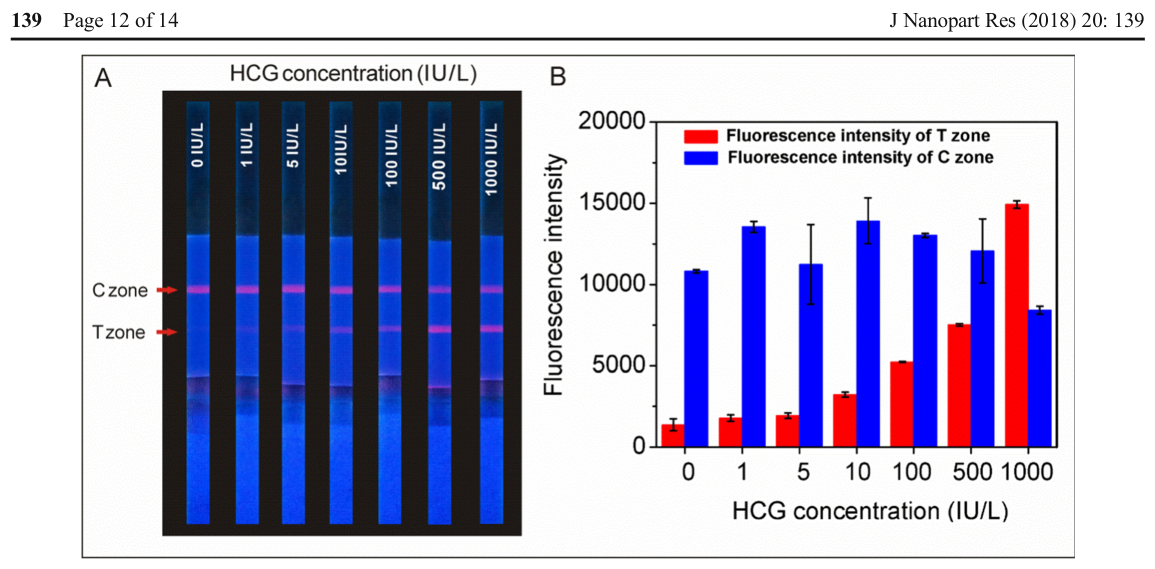 139 Page 12 of 14
J Nanopart Res (2018) 20: 139
A
HCG concentration (IU/L)
0 IU/L
1 IU/L
5 IU/L
10IU/L
100 IU/L
500 IU/L
1000 IU/L
C zone
T zone
B
Fluorescence intensity
20000
15000
10000
5000
0
Fluorescence intensity of T zone
Fluorescence intensity of C zone
0 1 5 10 100 500 1000
HCG concentration (IU/L)